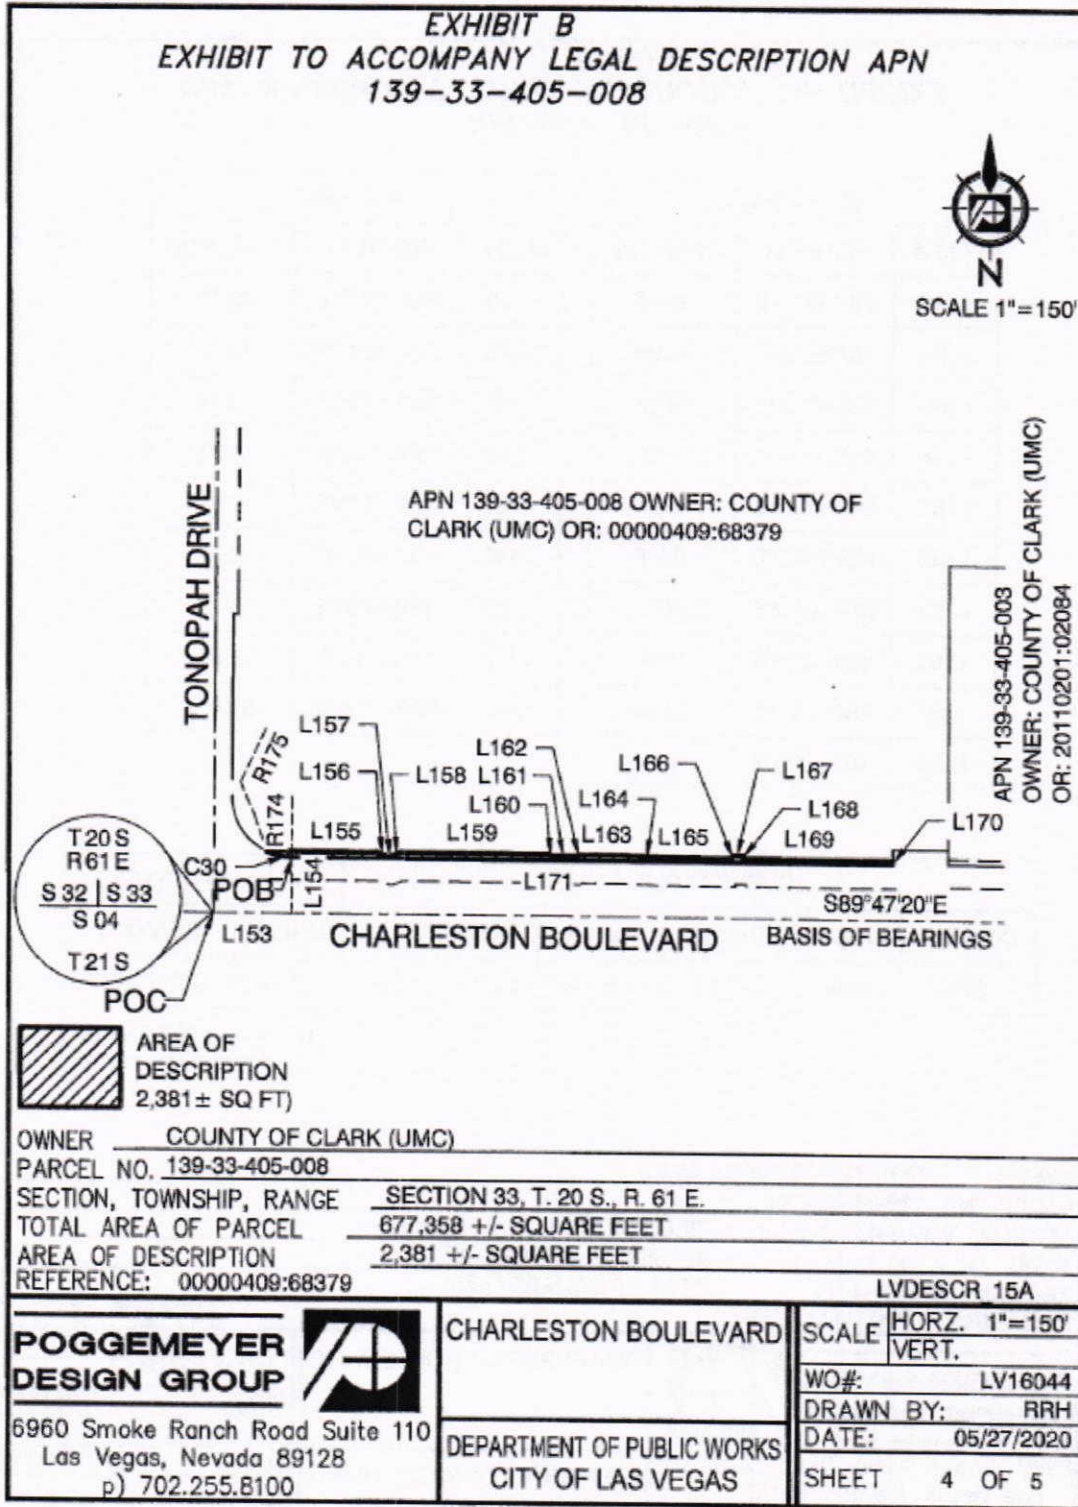 EXHIBIT B
EXHIBIT TO ACCOMPANY LEGAL DESCRIPTION APN
139-33-405-008
N
SCALE 1"=150'
TONOPAH DRIVE
APN 139-33-405-008 OWNER: COUNTY OF
CLARK (UMC) OR: 00000409:68379
APN 139-33-405-003
OWNER: COUNTY OF CLARK (UMC)
OR: 20110201:02084
R175
R174
L157
L156
L158
L162
L161
L160
L166
L164
L167
L168
L170
L155
L159
L163
L165
L169
C30
POB
L154
L171
S89°47'20"E
T20 S
R61 E
S 32 | S 33
S 04
T21 S
L153
CHARLESTON BOULEVARD
BASIS OF BEARINGS
POC
AREA OF
DESCRIPTION
2,381± SQ FT)
OWNER COUNTY OF CLARK (UMC)
PARCEL NO. 139-33-405-008
SECTION, TOWNSHIP, RANGE SECTION 33, T. 20 S., R. 61 E.
TOTAL AREA OF PARCEL 677,358 +/- SQUARE FEET
AREA OF DESCRIPTION 2,381 +/- SQUARE FEET
REFERENCE: 00000409:68379
LVDESCR_15A
POGGEMEYER
DESIGN GROUP
6960 Smoke Ranch Road Suite 110
Las Vegas, Nevada 89128
p) 702.255.8100
CHARLESTON BOULEVARD
DEPARTMENT OF PUBLIC WORKS
CITY OF LAS VEGAS
SCALE HORZ. 1"=150'
VERT.
WO#: LV16044
DRAWN BY: RRH
DATE: 05/27/2020
SHEET 4 OF 5